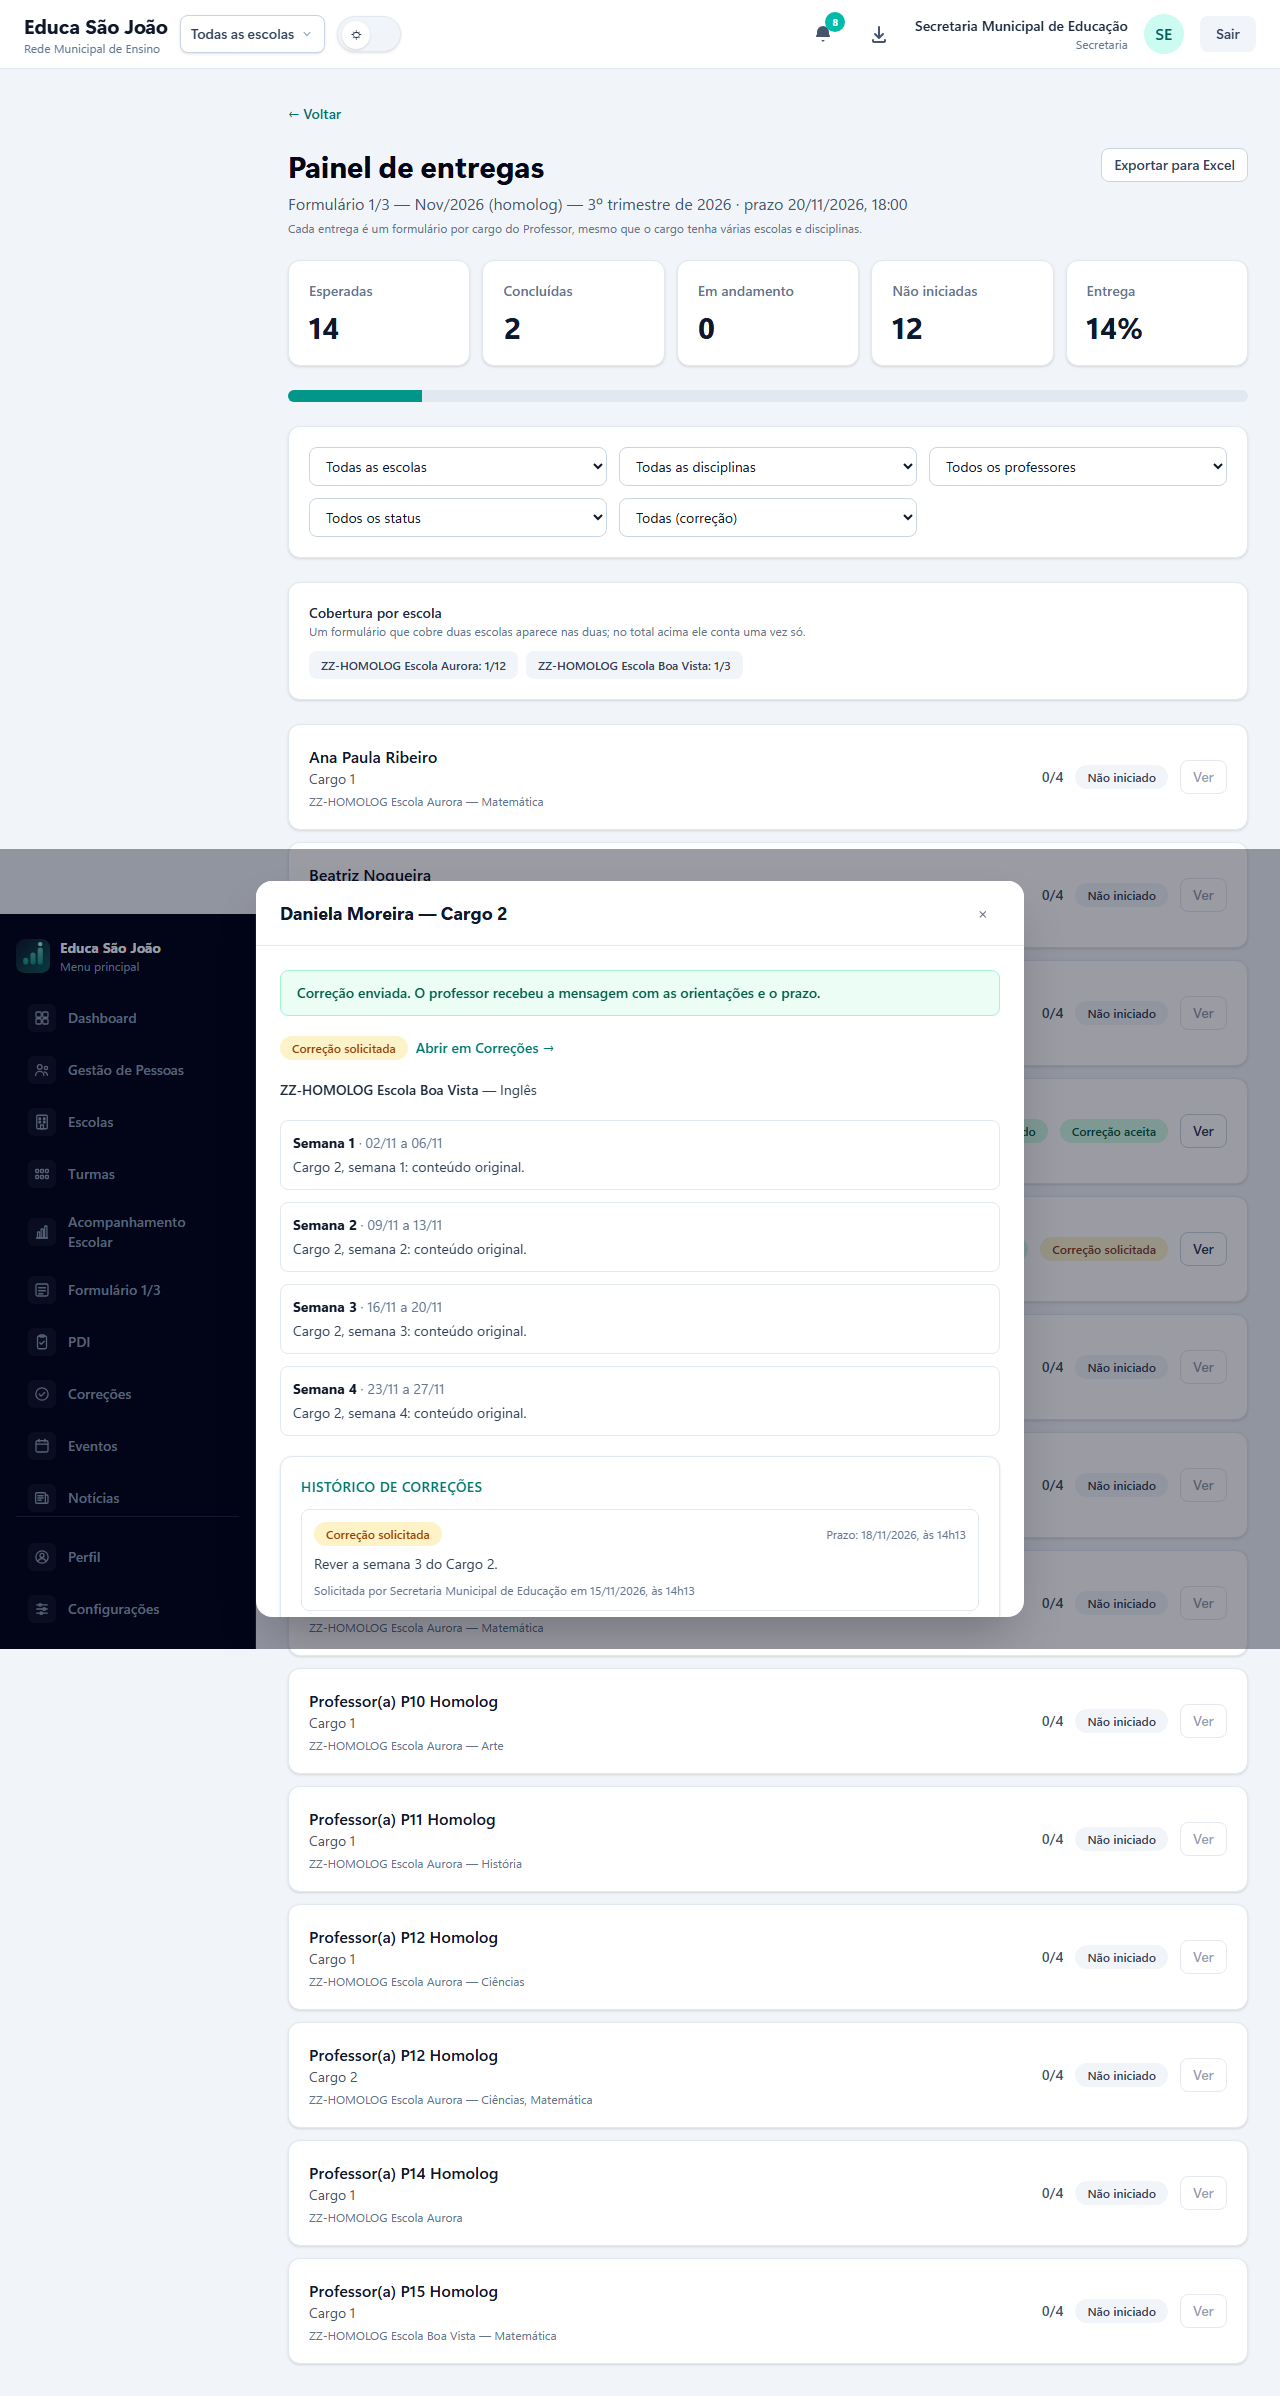 Educa São João
Rede Municipal de Ensino
Todas as escolas
8
Secretaria Municipal de Educação
Secretaria
SE
Sair
← Voltar
Painel de entregas
Exportar para Excel
Formulário 1/3 — Nov/2026 (homolog) — 3º trimestre de 2026 · prazo 20/11/2026, 18:00
Cada entrega é um formulário por cargo do Professor, mesmo que o cargo tenha várias escolas e disciplinas.
Esperadas
14
Concluídas
2
Em andamento
0
Não iniciadas
12
Entrega
14%
Todas as escolas
Todas as disciplinas
Todos os professores
Todos os status
Todas (correção)
Cobertura por escola
Um formulário que cobre duas escolas aparece nas duas; no total acima ele conta uma vez só.
ZZ-HOMOLOG Escola Aurora: 1/12
ZZ-HOMOLOG Escola Boa Vista: 1/3
Ana Paula Ribeiro
Cargo 1
ZZ-HOMOLOG Escola Aurora — Matemática
0/4
Não iniciado
Ver
Beatriz Nogueira
0/4
Não iniciado
Ver
Educa São João
Menu principal
Dashboard
Gestão de Pessoas
Escolas
Turmas
Acompanhamento
Escolar
Formulário 1/3
PDI
Correções
Eventos
Notícias
Perfil
Configurações
Daniela Moreira — Cargo 2
×
Correção enviada. O professor recebeu a mensagem com as orientações e o prazo.
Correção solicitada
Abrir em Correções →
ZZ-HOMOLOG Escola Boa Vista — Inglês
Semana 1 · 02/11 a 06/11
Cargo 2, semana 1: conteúdo original.
Semana 2 · 09/11 a 13/11
Cargo 2, semana 2: conteúdo original.
Semana 3 · 16/11 a 20/11
Cargo 2, semana 3: conteúdo original.
Semana 4 · 23/11 a 27/11
Cargo 2, semana 4: conteúdo original.
HISTÓRICO DE CORREÇÕES
Correção solicitada
Prazo: 18/11/2026, às 14h13
Rever a semana 3 do Cargo 2.
Solicitada por Secretaria Municipal de Educação em 15/11/2026, às 14h13
0/4
Não iniciado
Ver
do
Correção aceita
Ver
Correção solicitada
Ver
0/4
Não iniciado
Ver
0/4
Não iniciado
Ver
0/4
Não iniciado
Ver
ZZ-HOMOLOG Escola Aurora — Matemática
Professor(a) P10 Homolog
Cargo 1
ZZ-HOMOLOG Escola Aurora — Arte
0/4
Não iniciado
Ver
Professor(a) P11 Homolog
Cargo 1
ZZ-HOMOLOG Escola Aurora — História
0/4
Não iniciado
Ver
Professor(a) P12 Homolog
Cargo 1
ZZ-HOMOLOG Escola Aurora — Ciências
0/4
Não iniciado
Ver
Professor(a) P12 Homolog
Cargo 2
ZZ-HOMOLOG Escola Aurora — Ciências, Matemática
0/4
Não iniciado
Ver
Professor(a) P14 Homolog
Cargo 1
ZZ-HOMOLOG Escola Aurora
0/4
Não iniciado
Ver
Professor(a) P15 Homolog
Cargo 1
ZZ-HOMOLOG Escola Boa Vista — Matemática
0/4
Não iniciado
Ver